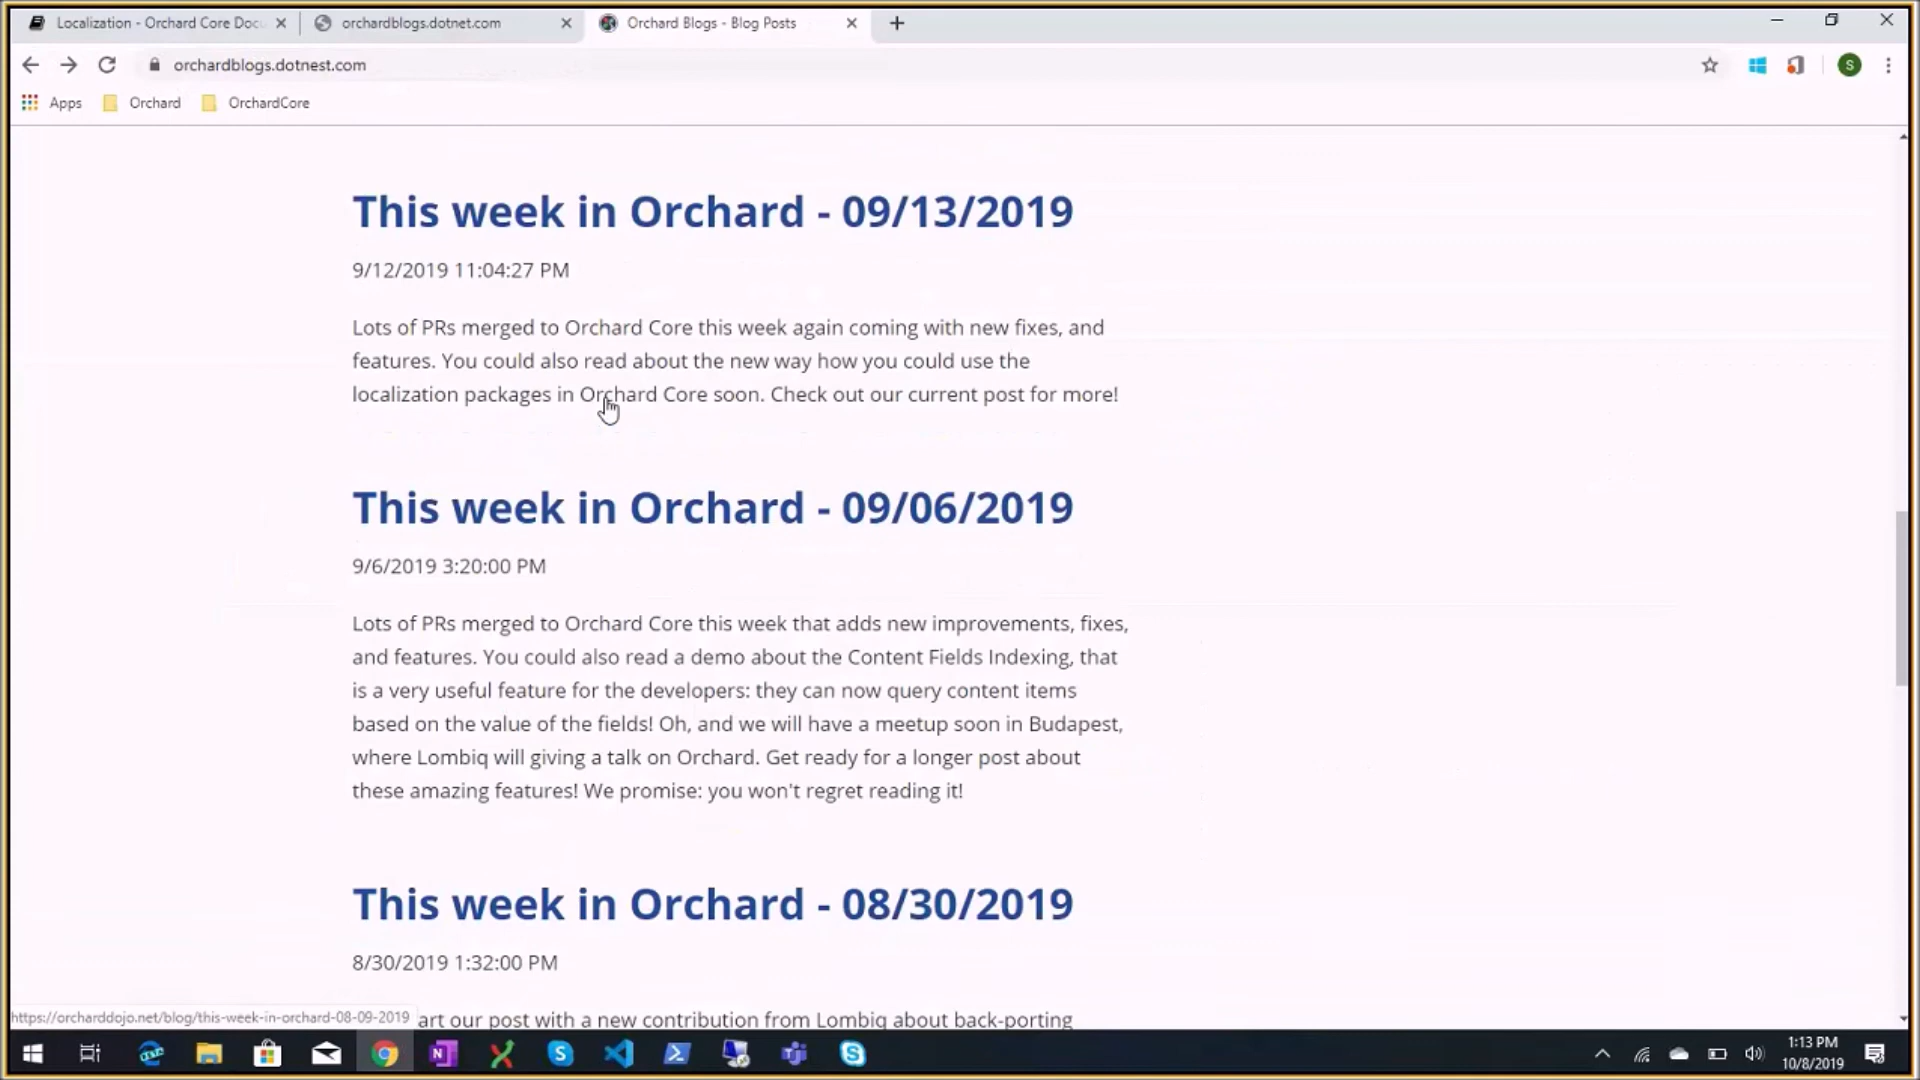 Localization - Orchard Core Doc
orchardblogs.dotnet.com
Orchard Blogs - Blog Posts
orchardblogs.dotnest.com
S
Apps
Orchard
OrchardCore
This week in Orchard - 09/13/2019
9/12/2019 11:04:27 PM
Lots of PRs merged to Orchard Core this week again coming with new fixes, and
features. You could also read about the new way how you could use the
localization packages in Orchard Core soon. Check out our current post for more!
This week in Orchard - 09/06/2019
9/6/2019 3:20:00 PM
Lots of PRs merged to Orchard Core this week that adds new improvements, fixes,
and features. You could also read a demo about the Content Fields Indexing, that
is a very useful feature for the developers: they can now query content items
based on the value of the fields! Oh, and we will have a meetup soon in Budapest,
where Lombiq will giving a talk on Orchard. Get ready for a longer post about
these amazing features! We promise: you won't regret reading it!
This week in Orchard - 08/30/2019
8/30/2019 1:32:00 PM
https://orcharddojo.net/blog/this-week-in-orchard-08-09-2019
art our post with a new contribution from Lombiq about back-porting
1:13 PM
10/8/2019